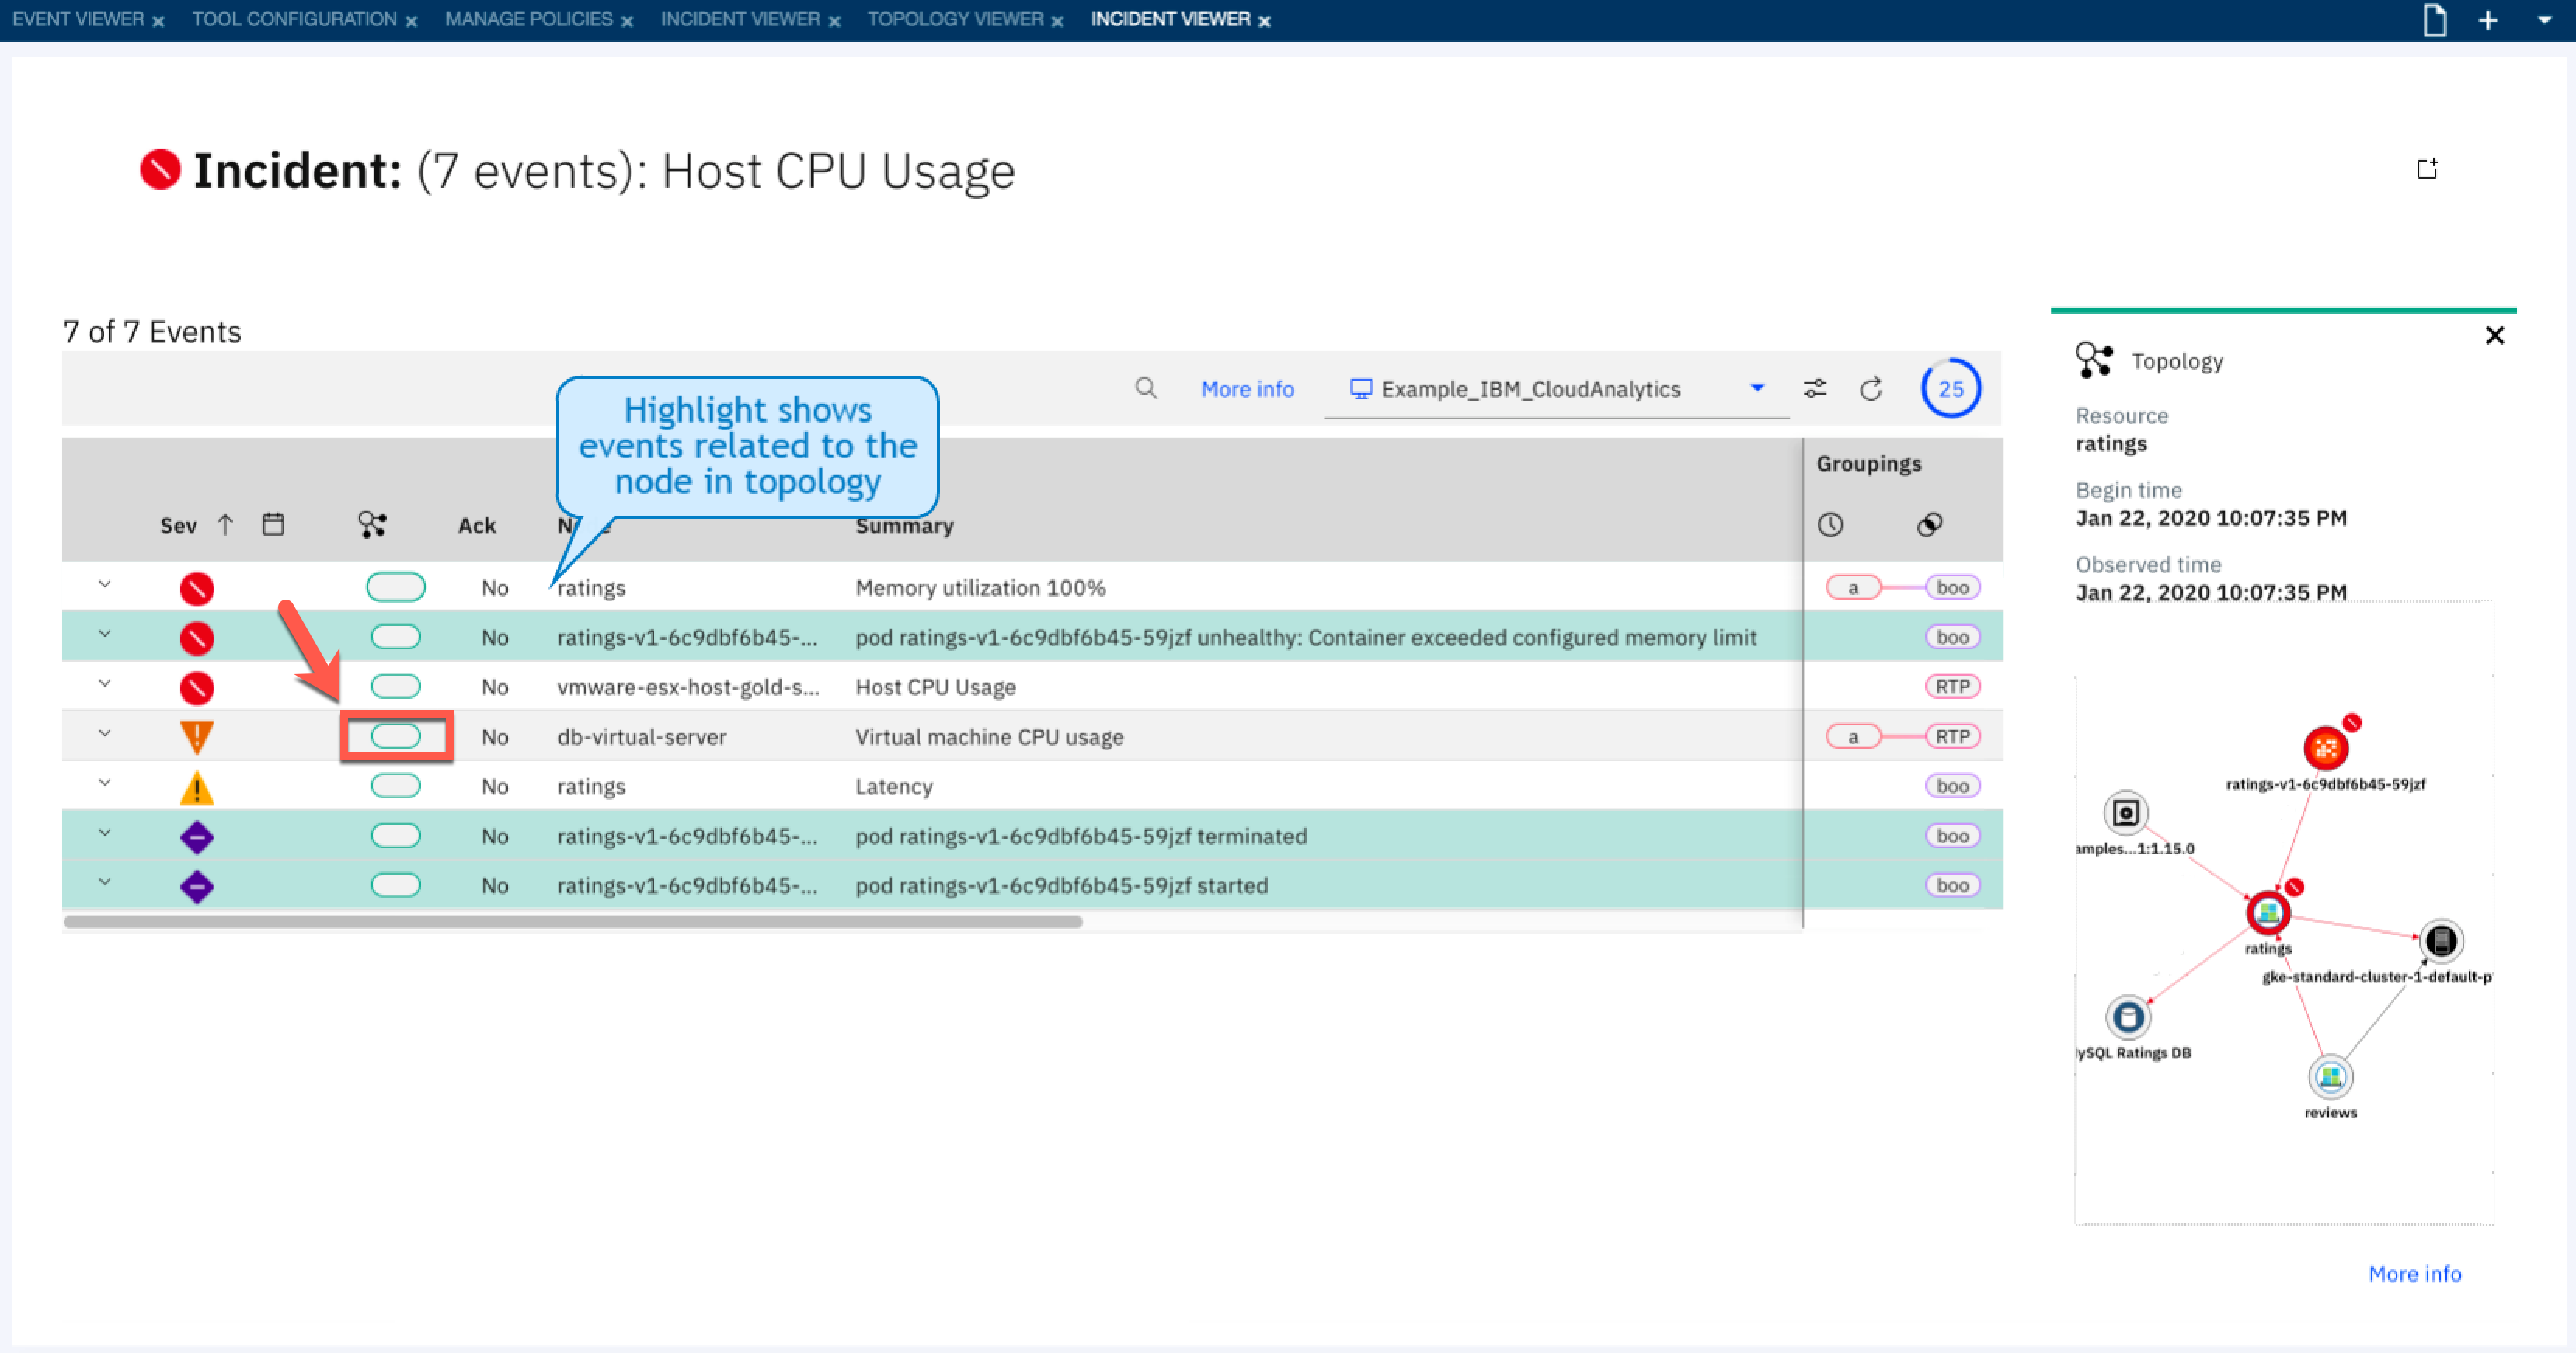 EVENT VIEWER x TOOL CONFIGURATION x MANAGE POLICIES x INCIDENT VIEWER x TOPOLOGY VIEWER x INCIDENT VIEWER x
Incident: (7 events): Host CPU Usage
7 of 7 Events
More info Example_IBM_CloudAnalytics 25
Highlight shows
events related to the
node in topology
Groupings
Sev Ack Summary
No ratings Memory utilization 100% a boo
No ratings-v1-6c9dbf6b45-... pod ratings-v1-6c9dbf6b45-59jzf unhealthy: Container exceeded configured memory limit boo
No vmware-esx-host-gold-s... Host CPU Usage RTP
No db-virtual-server Virtual machine CPU usage a RTP
No ratings Latency boo
No ratings-v1-6c9dbf6b45-... pod ratings-v1-6c9dbf6b45-59jzf terminated boo
No ratings-v1-6c9dbf6b45-... pod ratings-v1-6c9dbf6b45-59jzf started boo
Topology
Resource
ratings
Begin time
Jan 22, 2020 10:07:35 PM
Observed time
Jan 22, 2020 10:07:35 PM
ratings-v1-6c9dbf6b45-59jzf
amples...1:1.15.0
ratings
gke-standard-cluster-1-default-p
ySQL Ratings DB
reviews
More info